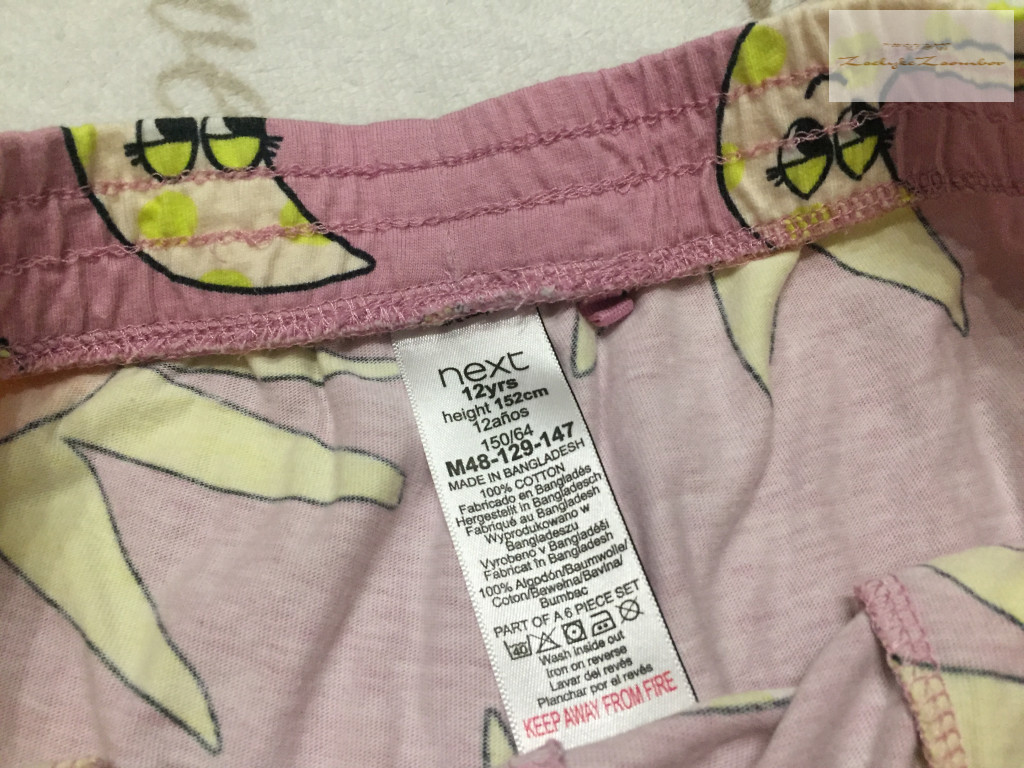 next
12yrs
height 152cm
12años
150/64
M48-129-147
MADE IN BANGLADESH
100% COTTON
Fabricado en Bangladés
Hergestellt in Bangladesch
Fabriqué au Bangladesh
Wyprodukowano w
Bangladeszu
Vyrobeno v Bangladéši
Fabricat în Bangladesh
100% Algodón/Baumwolle/
Coton/Bawełna/Bavlna/
Bumbac
PART OF A 6 PIECE SET
40
Wash inside out
Iron on reverse
Lavar del revés
Planchar por el revés
KEEP AWAY FROM FIRE